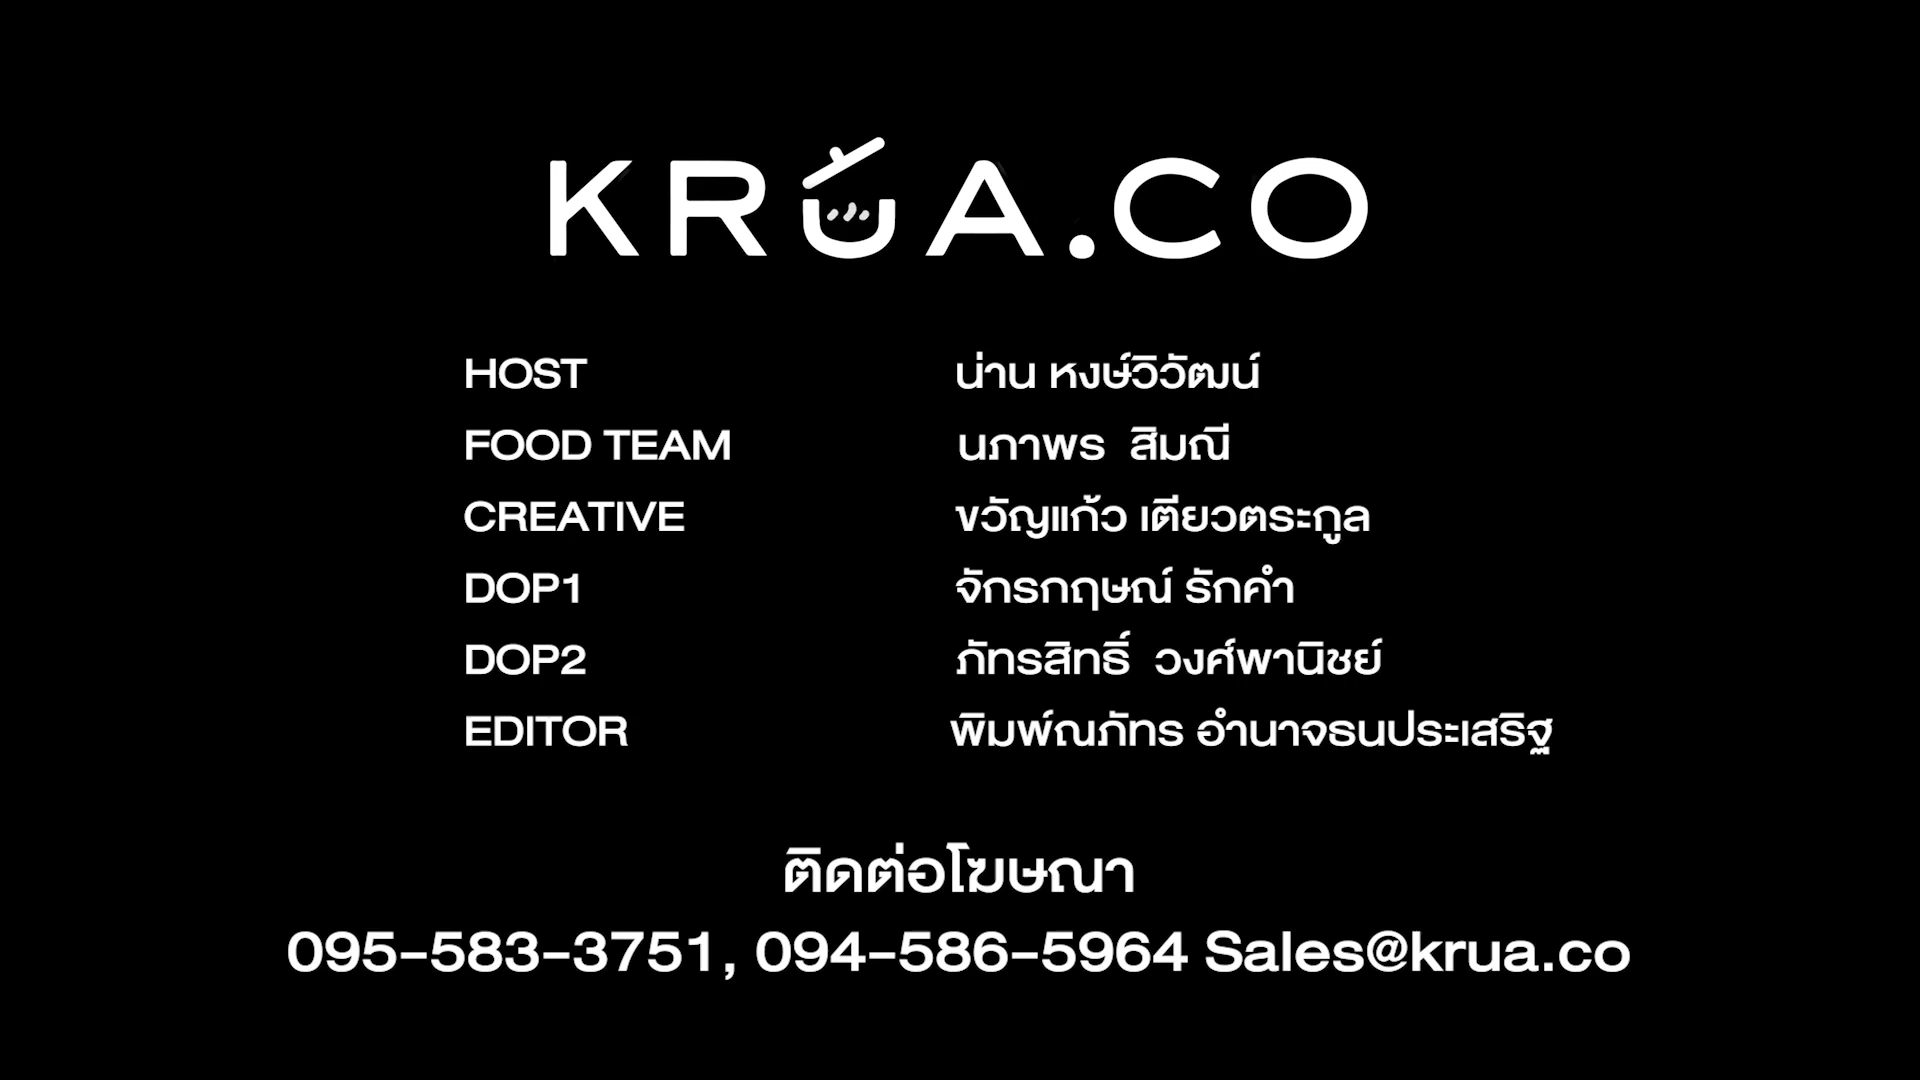 KRUA.CO
HOST น่าน หงษ์วิวัฒน์
FOOD TEAM นภาพร สิมณี
CREATIVE ขวัญแก้ว เตียวตระกูล
DOP1 จักรกฤษณ์ รักคำ
DOP2 ภัทรสิทธิ์ วงศ์พานิชย์
EDITOR พิมพ์ณภัทร อำนาจธนประเสริฐ
ติดต่อโฆษณา
095-583-3751, 094-586-5964 Sales@krua.co